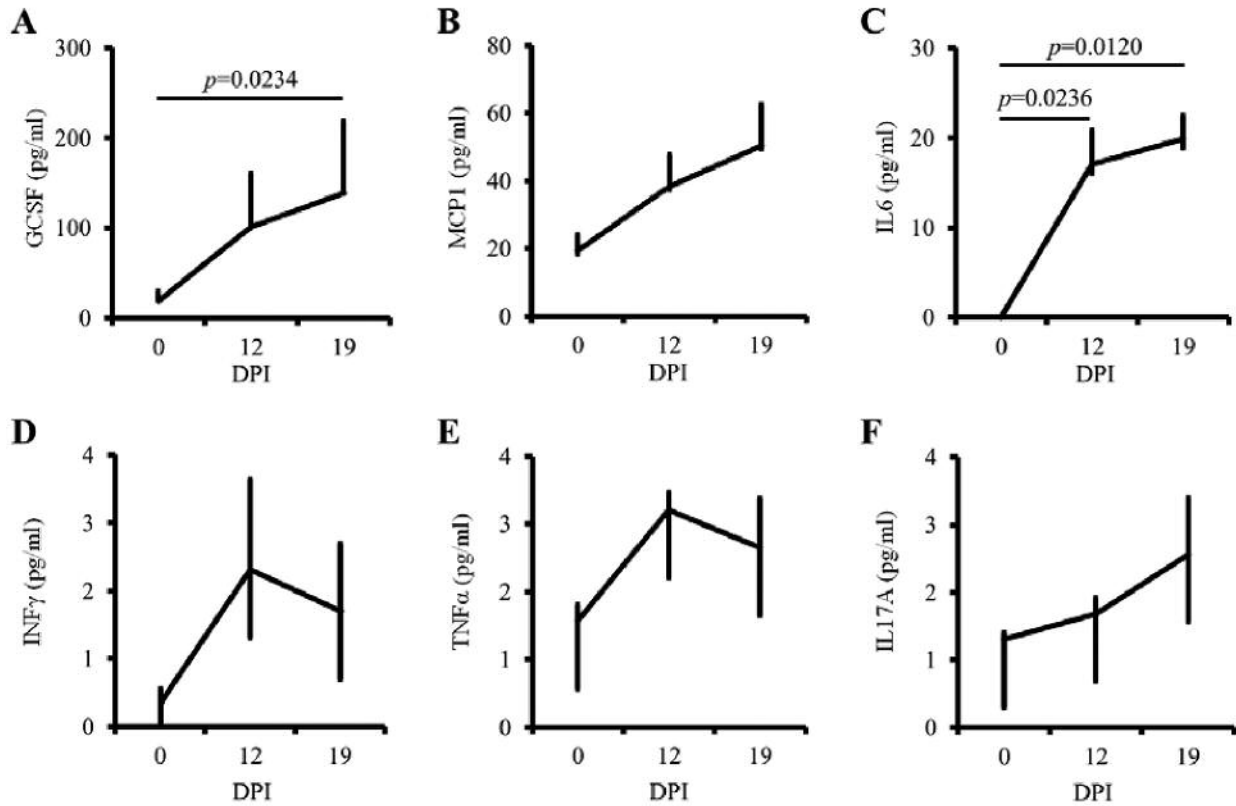 A
GCSF (pg/ml)
300
200
100
0
p=0.0234
0 12 19
DPI
B
MCP1 (pg/ml)
80
60
40
20
0
0 12 19
DPI
C
IL6 (pg/ml)
30
20
10
0
p=0.0120
p=0.0236
0 12 19
DPI
D
INFγ (pg/ml)
4
3
2
1
0
0 12 19
DPI
E
TNFα (pg/ml)
4
3
2
1
0
0 12 19
DPI
F
IL17A (pg/ml)
4
3
2
1
0
0 12 19
DPI